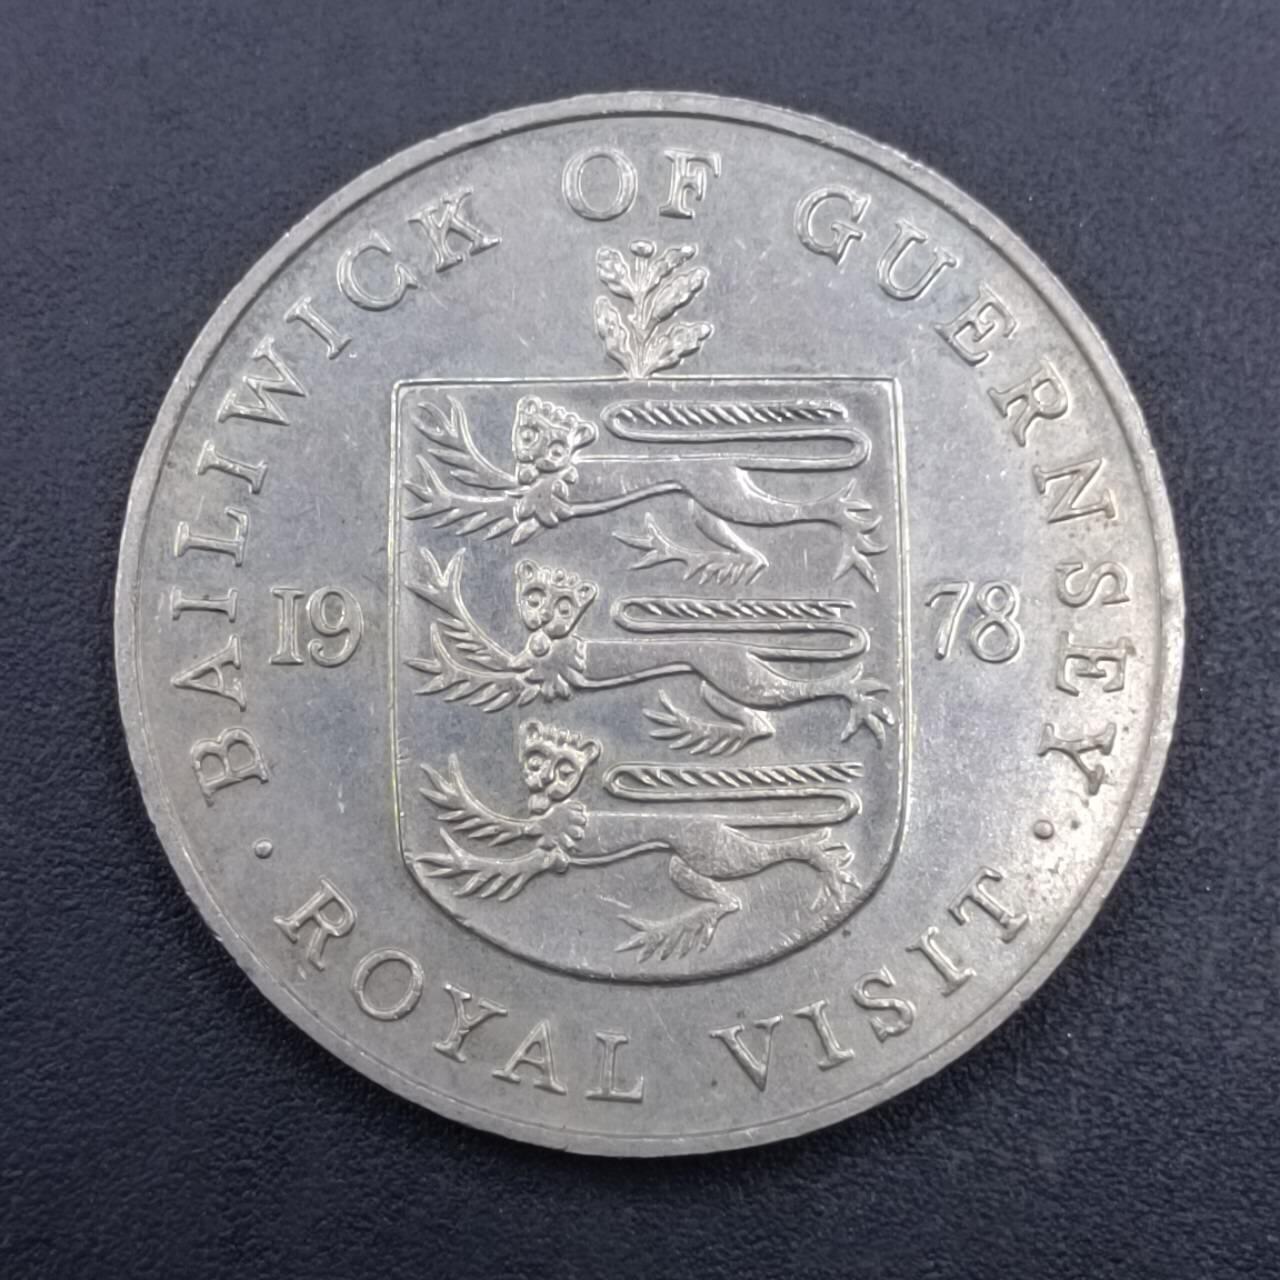 BAILIWICK OF GUERNSEY
19 78
· ROYAL VISIT ·